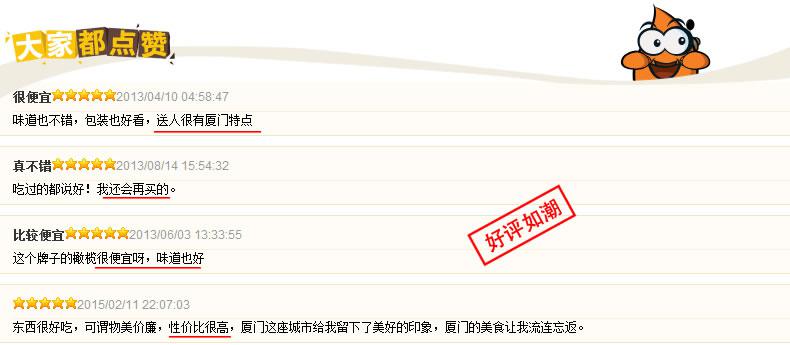 大家都点赞
很便宜2013/04/10 04:58:47
味道也不错，包装也好看，送人很有厦门特点
真不错2013/08/14 15:54:32
吃过的都说好！我还会再买的。
比较便宜2013/06/03 13:33:55
这个牌子的橄榄很便宜呀，味道也好
好评如潮
2015/02/11 22:07:03
东西很好吃，可谓物美价廉，性价比很高，厦门这座城市给我留下了美好的印象，厦门的美食让我流连忘返。